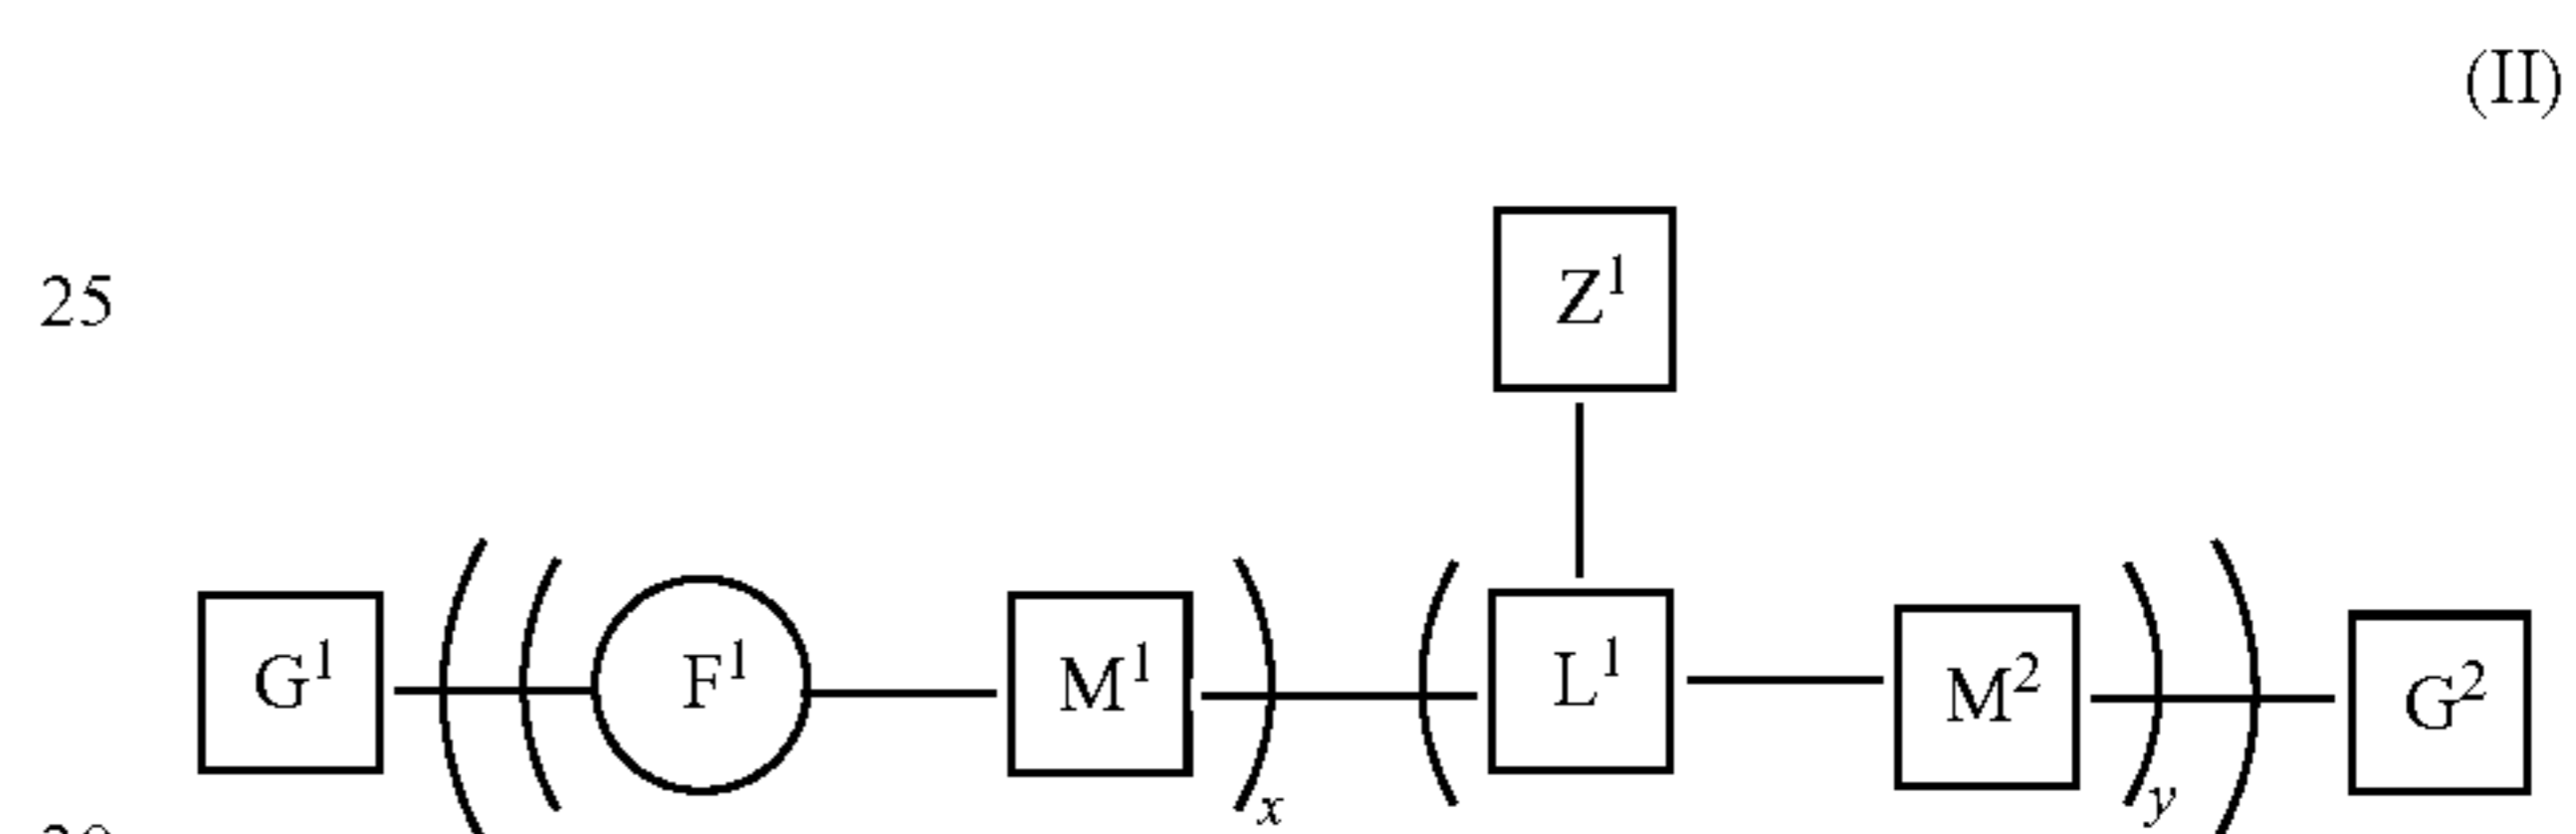 (II)
25
Z¹
G¹ ( ( F¹ M¹ )x ( L¹ M² )y ) G²